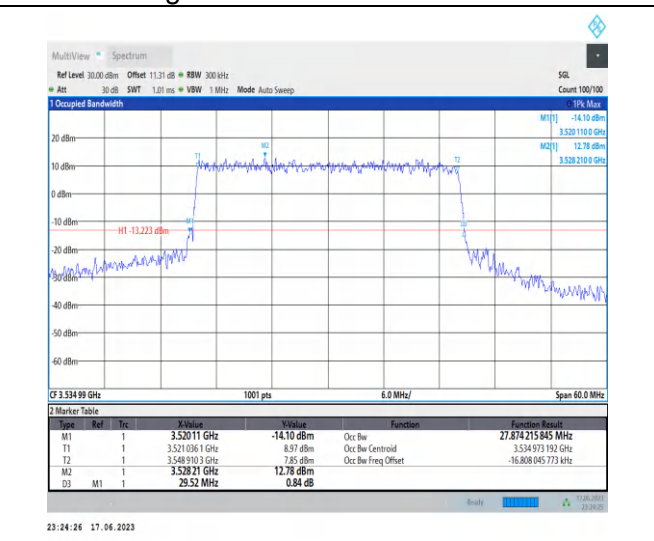 MultiView Spectrum
Ref Level 30.00 dBm Offset 11.31 dB RBW 300 kHz SGL
Att 30 dB SWT 1.01 ms VBW 1 MHz Mode Auto Sweep Count 100/100
1 Occupied Bandwidth 1Pk Max
M1[1] -14.10 dBm
3.520 110 0 GHz
M2[1] 12.78 dBm
3.528 210 0 GHz
20 dBm
M2
T1
T2
10 dBm
0 dBm
-10 dBm
M1
H1 -13.223 dBm
-20 dBm
-30 dBm
-40 dBm
-50 dBm
-60 dBm
CF 3.534 99 GHz 1001 pts 6.0 MHz/ Span 60.0 MHz
2 Marker Table
Type Ref Trc X-Value Y-Value Function Function Result
M1 1 3.52011 GHz -14.10 dBm Occ Bw 27.874 215 845 MHz
T1 1 3.521 036 1 GHz 8.97 dBm Occ Bw Centroid 3.534 973 192 GHz
T2 1 3.548 910 3 GHz 7.85 dBm Occ Bw Freq Offset -16.808 045 773 kHz
M2 1 3.528 21 GHz 12.78 dBm
D3 M1 1 29.52 MHz 0.84 dB
Ready 17.06.2023
23:24:26 17.06.2023